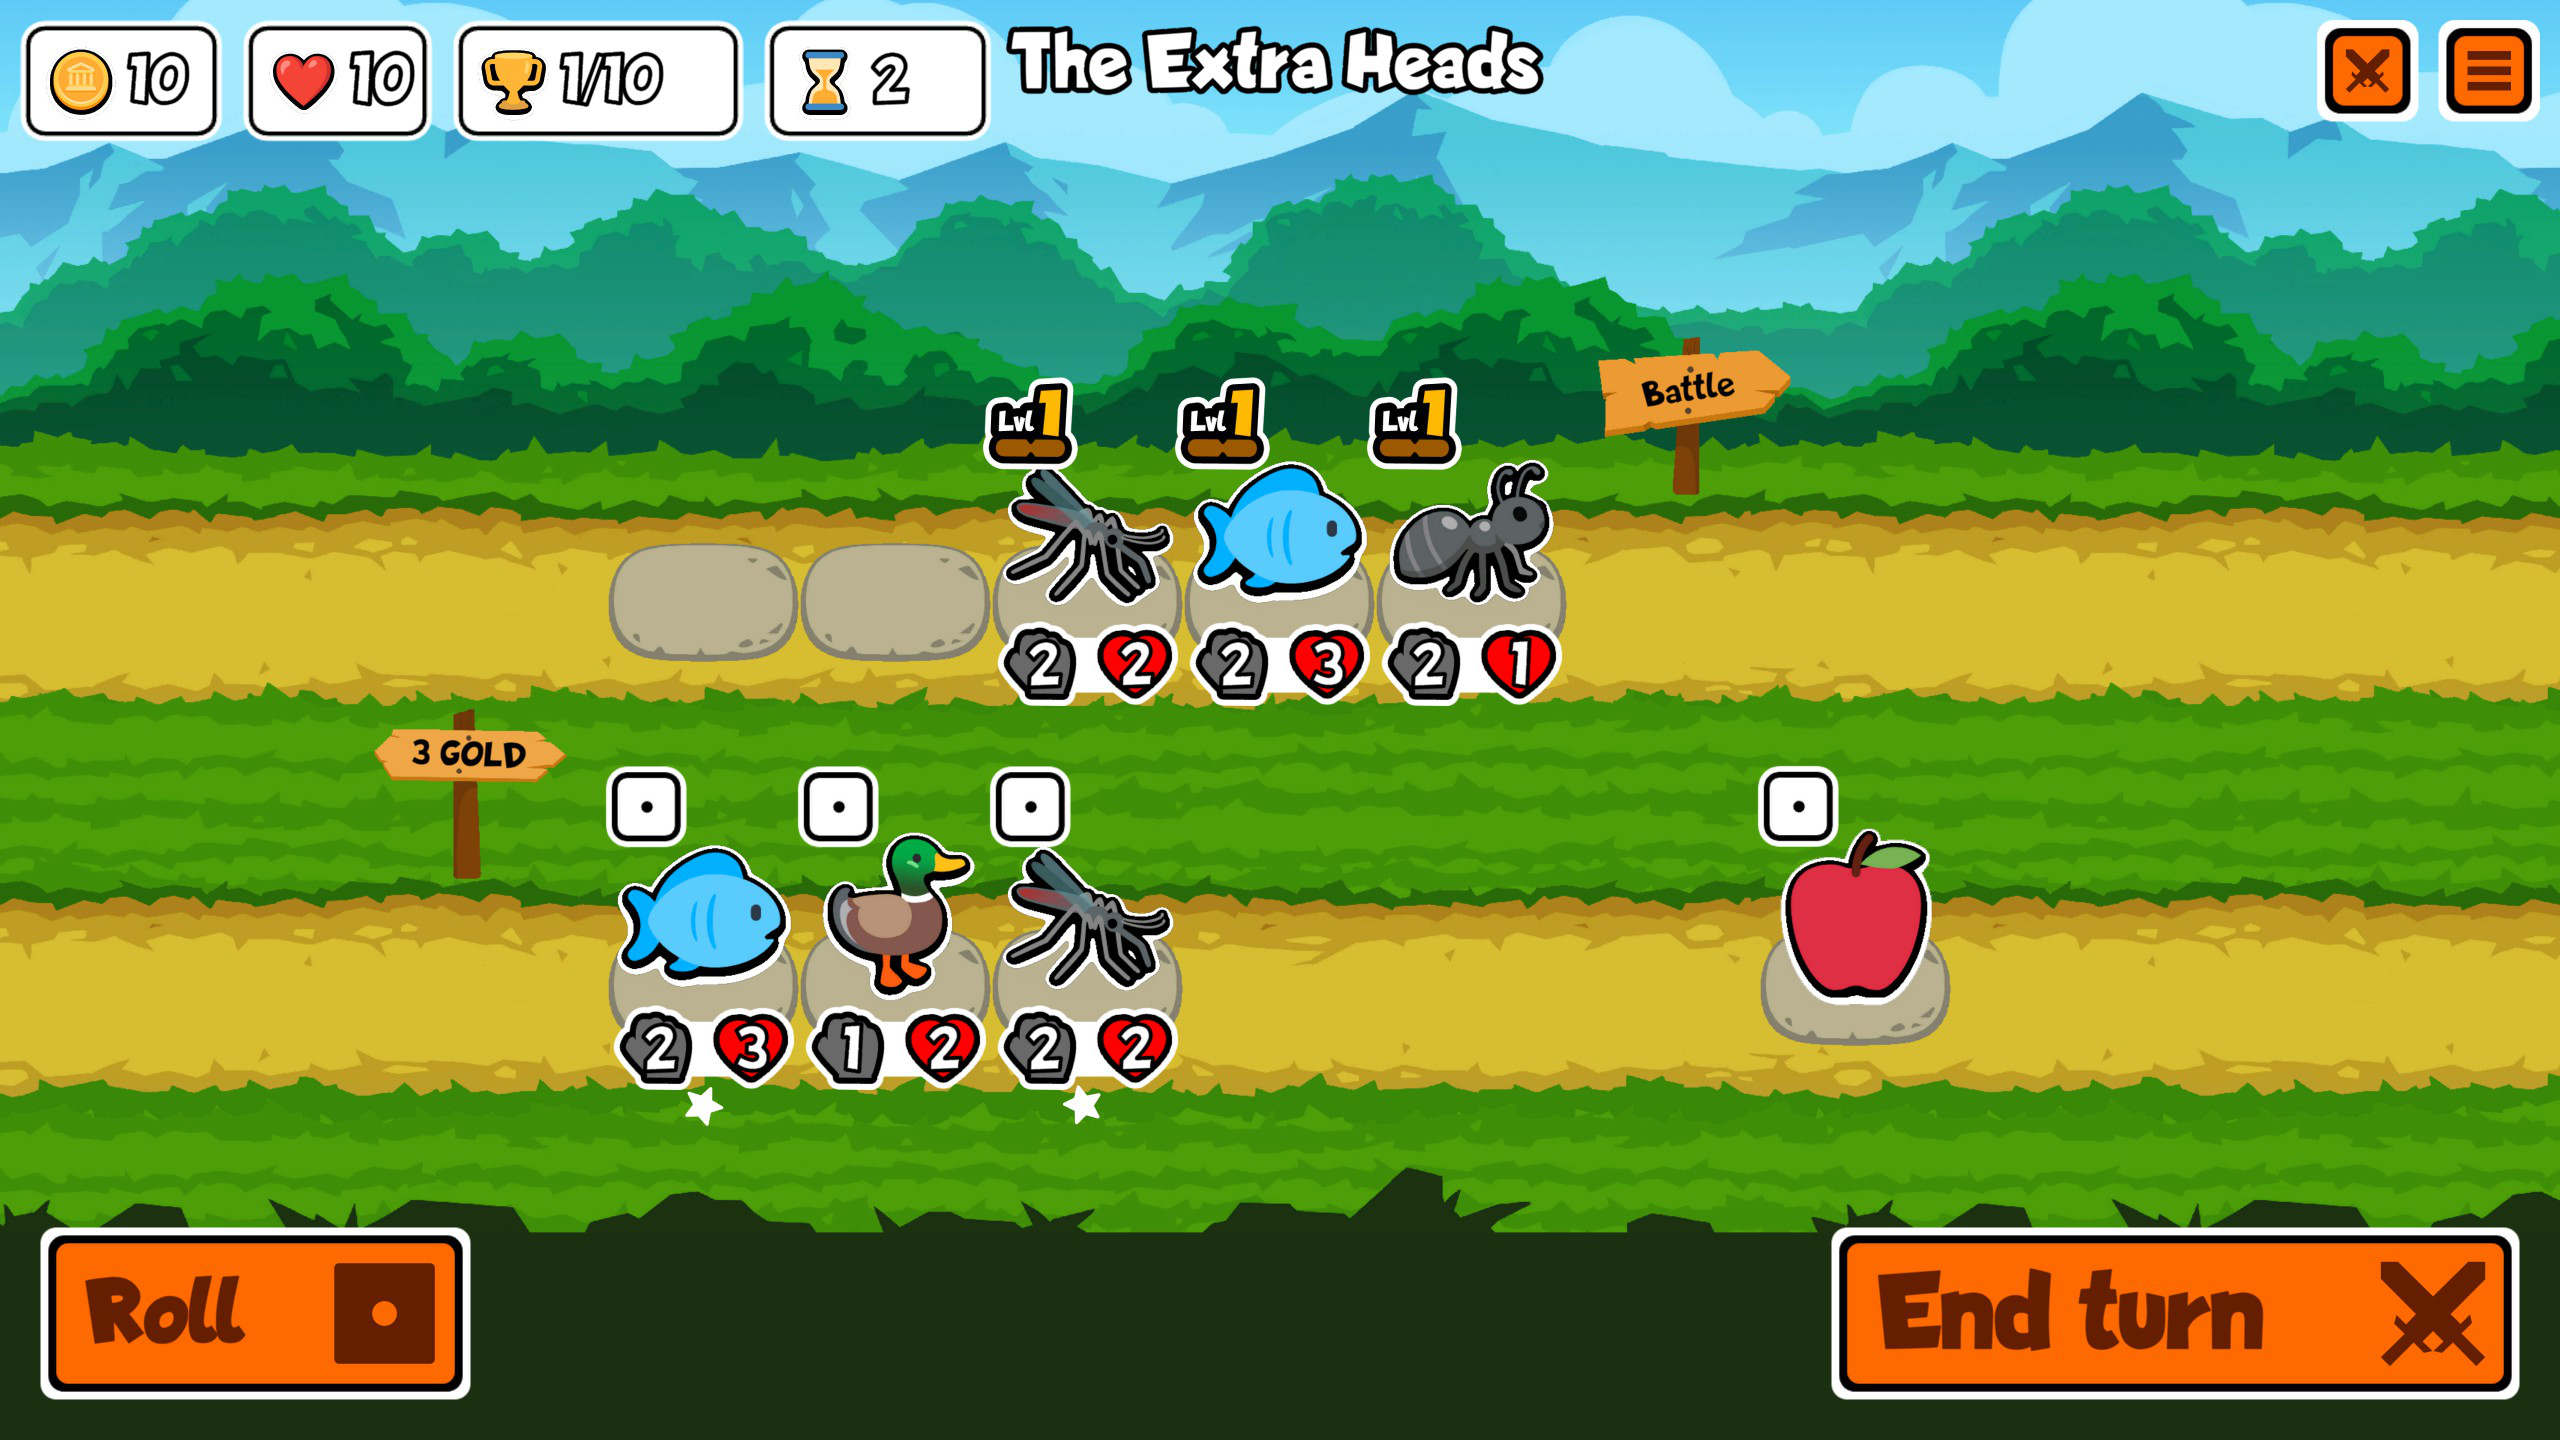 10
10
1/10
2
The Extra Heads
Battle
Lvl 1
Lvl 1
Lvl 1
2 2
2 3
2 1
3 GOLD
2 3
1 2
2 2
Roll
End turn